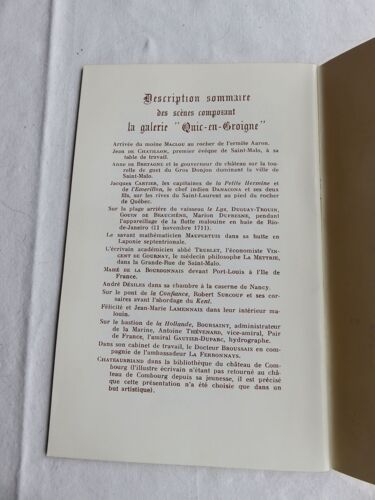 Description sommaire
des scènes composant
la galerie "Quic-en-Groigne"
Arrivée du moine MACLOU au rocher de l'ermite Aaron.
JEAN DE CHATILLON, premier évêque de Saint-Malo, à sa
table de travail.
ANNE DE BRETAGNE et le gouverneur du château sur la tou-
relle de guet du Gros Donjon dominant la ville de
Saint-Malo.
Jacques CARTIER, les capitaines de la Petite Hermine et
de l'Emerillon, le chef indien DANACONA et ses deux
fils, sur les rives du Saint-Laurent au pied du rocher
de Québec.
Sur la plage arrière du vaisseau le Lys, DUGUAY-TROUIN,
GOUIN DE BEAUCHÊNE, Marion DUFRESNE, pendant
l'appareillage de la flotte malouine en baie de Rio-
de-Janeiro (11 novembre 1711).
Le savant mathématicien MAUPERTUIS dans sa hutte en
Laponie septentrionale.
L'écrivain académicien abbé TRUBLET, l'économiste VIN-
CENT DE GOURNAY, le médecin philosophe LA METTRIE,
dans la Grande-Rue de Saint-Malo.
MAHÉ DE LA BOURDONNAIS devant Port-Louis à l'Ile de
France.
André DÉSILES dans sa chambre à la caserne de Nancy.
Sur le pont de la Confiance, Robert SURCOUF et ses cor-
saires avant l'abordage du Kent.
Félicité et Jean-Marie LAMENNAIS dans leur intérieur ma-
louin.
Sur le bastion de la Hollande, BOURSAINT, administrateur
de la Marine, Antoine THÉVENARD, vice-amiral, Pair
de France, l'amiral GAUTIER-DUPARC, hydrographe.
Dans son cabinet de travail, le Docteur BROUSSAIS en com-
pagnie de l'ambassadeur LA FERRONNAYS.
CHATEAUBRIAND dans la bibliothèque du château de Com-
bourg (l'illustre écrivain n'étant pas retourné au châ-
teau de Combourg depuis sa jeunesse, il est précisé
que cette présentation n'a été choisie que dans un
but artistique).